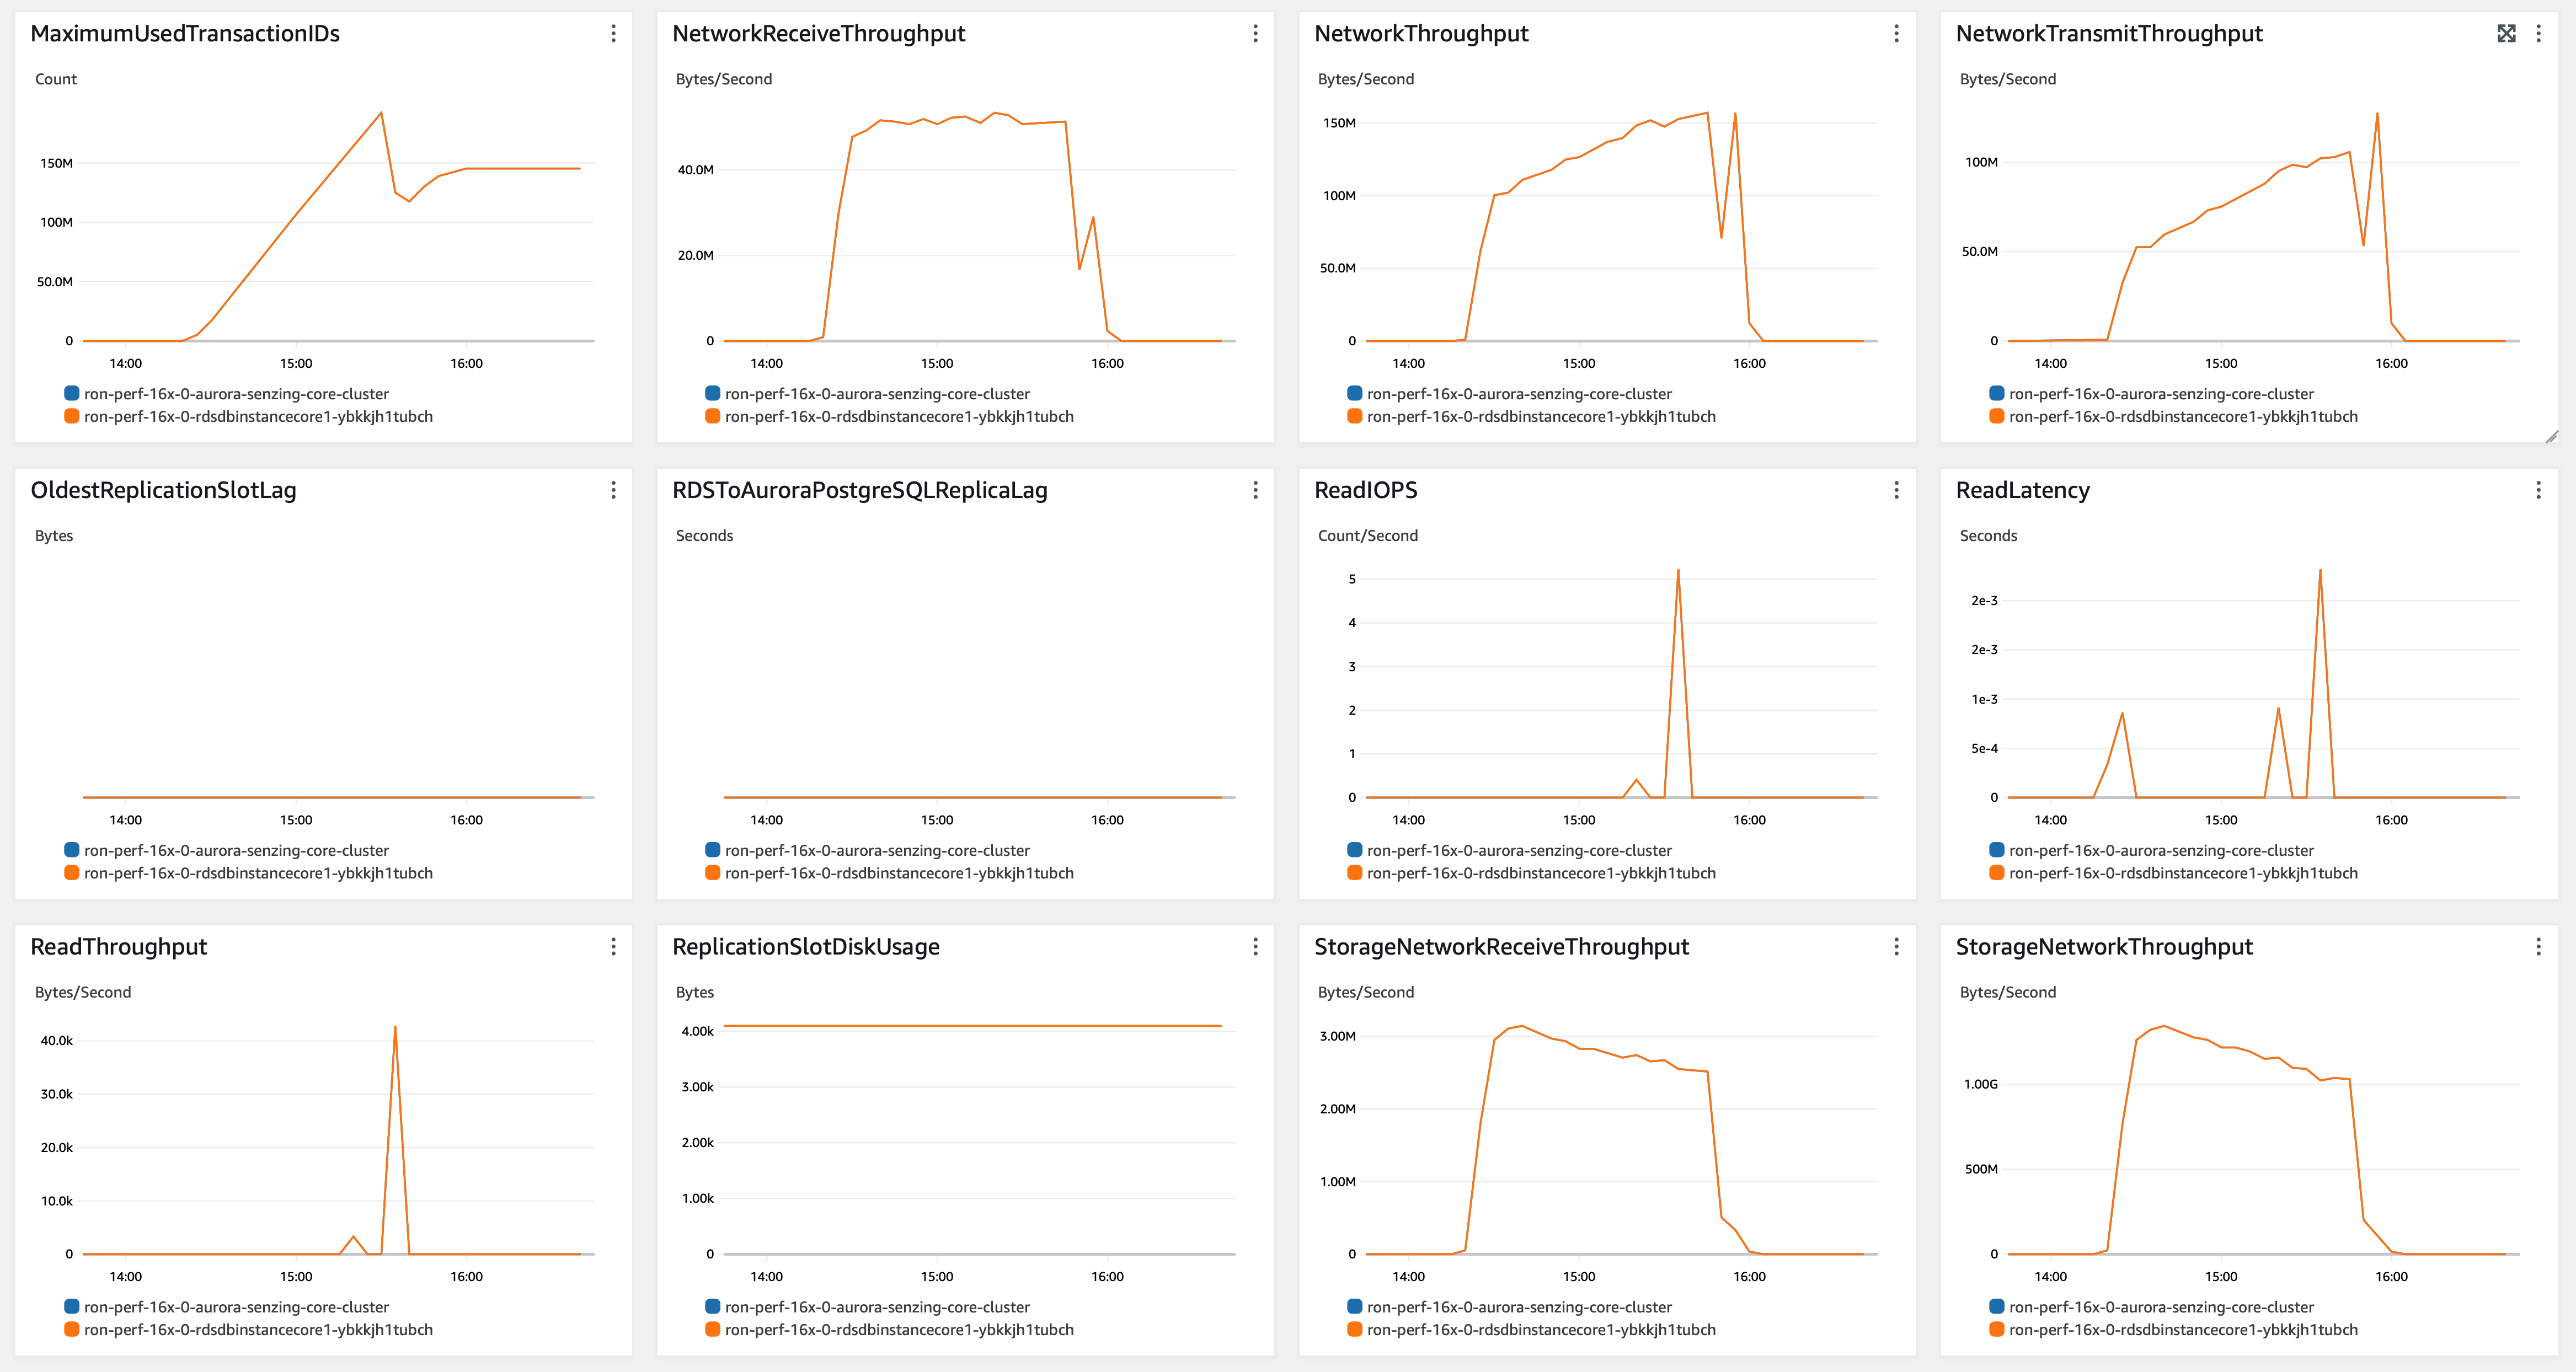 MaximumUsedTransactionIDs
Count
150M
100M
50.0M
0
14:00 15:00 16:00
ron-perf-16x-0-aurora-senzing-core-cluster
ron-perf-16x-0-rdsdbinstancecore1-ybkkjh1tubch
NetworkReceiveThroughput
Bytes/Second
40.0M
20.0M
0
14:00 15:00 16:00
ron-perf-16x-0-aurora-senzing-core-cluster
ron-perf-16x-0-rdsdbinstancecore1-ybkkjh1tubch
NetworkThroughput
Bytes/Second
150M
100M
50.0M
0
14:00 15:00 16:00
ron-perf-16x-0-aurora-senzing-core-cluster
ron-perf-16x-0-rdsdbinstancecore1-ybkkjh1tubch
NetworkTransmitThroughput
Bytes/Second
100M
50.0M
0
14:00 15:00 16:00
ron-perf-16x-0-aurora-senzing-core-cluster
ron-perf-16x-0-rdsdbinstancecore1-ybkkjh1tubch
OldestReplicationSlotLag
Bytes
14:00 15:00 16:00
ron-perf-16x-0-aurora-senzing-core-cluster
ron-perf-16x-0-rdsdbinstancecore1-ybkkjh1tubch
RDSToAuroraPostgreSQLReplicaLag
Seconds
14:00 15:00 16:00
ron-perf-16x-0-aurora-senzing-core-cluster
ron-perf-16x-0-rdsdbinstancecore1-ybkkjh1tubch
ReadIOPS
Count/Second
5
4
3
2
1
0
14:00 15:00 16:00
ron-perf-16x-0-aurora-senzing-core-cluster
ron-perf-16x-0-rdsdbinstancecore1-ybkkjh1tubch
ReadLatency
Seconds
2e-3
2e-3
1e-3
5e-4
0
14:00 15:00 16:00
ron-perf-16x-0-aurora-senzing-core-cluster
ron-perf-16x-0-rdsdbinstancecore1-ybkkjh1tubch
ReadThroughput
Bytes/Second
40.0k
30.0k
20.0k
10.0k
0
14:00 15:00 16:00
ron-perf-16x-0-aurora-senzing-core-cluster
ron-perf-16x-0-rdsdbinstancecore1-ybkkjh1tubch
ReplicationSlotDiskUsage
Bytes
4.00k
3.00k
2.00k
1.00k
0
14:00 15:00 16:00
ron-perf-16x-0-aurora-senzing-core-cluster
ron-perf-16x-0-rdsdbinstancecore1-ybkkjh1tubch
StorageNetworkReceiveThroughput
Bytes/Second
3.00M
2.00M
1.00M
0
14:00 15:00 16:00
ron-perf-16x-0-aurora-senzing-core-cluster
ron-perf-16x-0-rdsdbinstancecore1-ybkkjh1tubch
StorageNetworkThroughput
Bytes/Second
1.00G
500M
0
14:00 15:00 16:00
ron-perf-16x-0-aurora-senzing-core-cluster
ron-perf-16x-0-rdsdbinstancecore1-ybkkjh1tubch